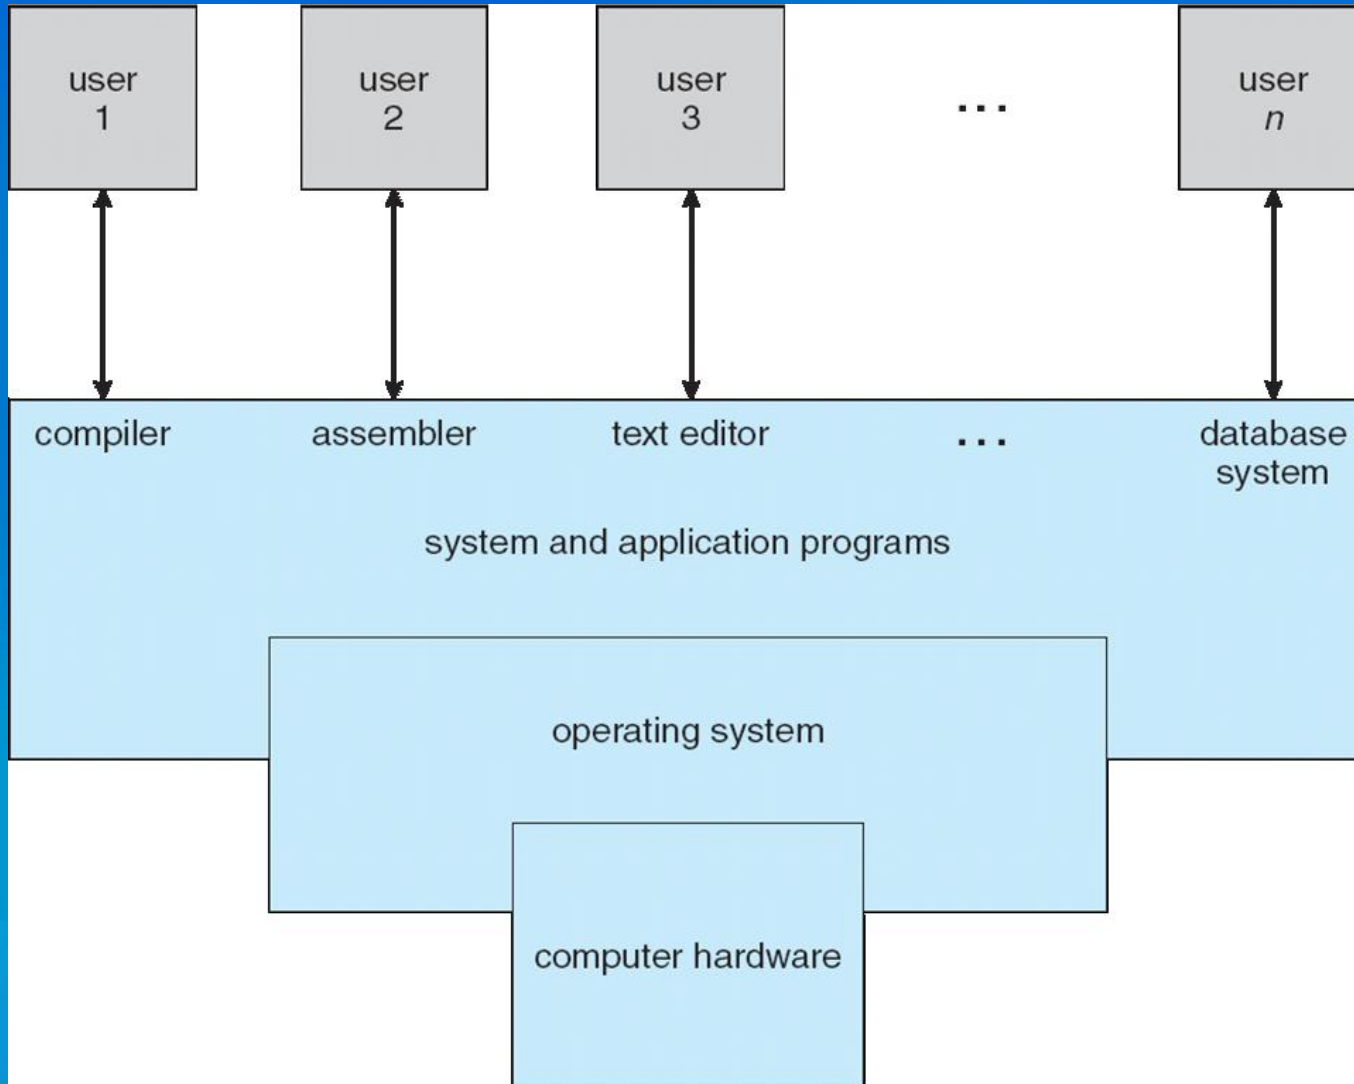 user
1
user
2
user
3
...
user
n
compiler
assembler
text editor
...
database
system
system and application programs
operating system
computer hardware